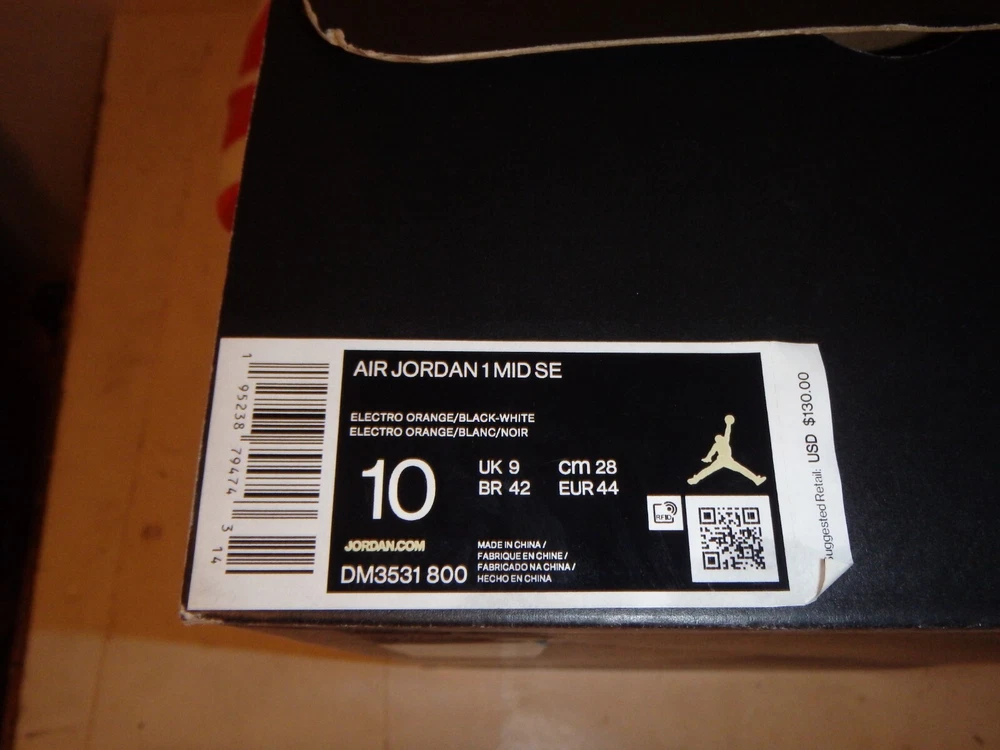 AIR JORDAN 1 MID SE
ELECTRO ORANGE/BLACK-WHITE
ELECTRO ORANGE/BLANC/NOIR
10
UK 9
cm 28
BR 42
EUR 44
RFID
JORDAN.COM
MADE IN CHINA /
FABRIQUE EN CHINE /
FABRICADO NA CHINA /
HECHO EN CHINA
DM3531 800
1 95238 79474 3 14
uggested Retail: USD $130.00